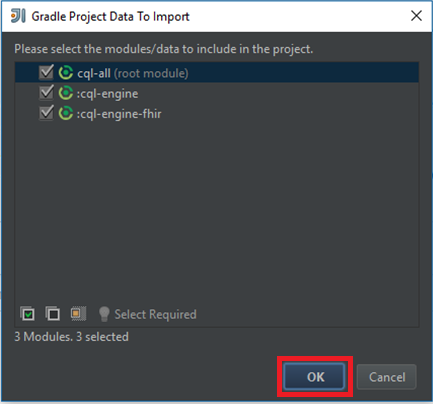 Gradle Project Data To Import
Please select the modules/data to include in the project.
cql-all (root module)
:cql-engine
:cql-engine-fhir
Select Required
3 Modules. 3 selected
OK
Cancel